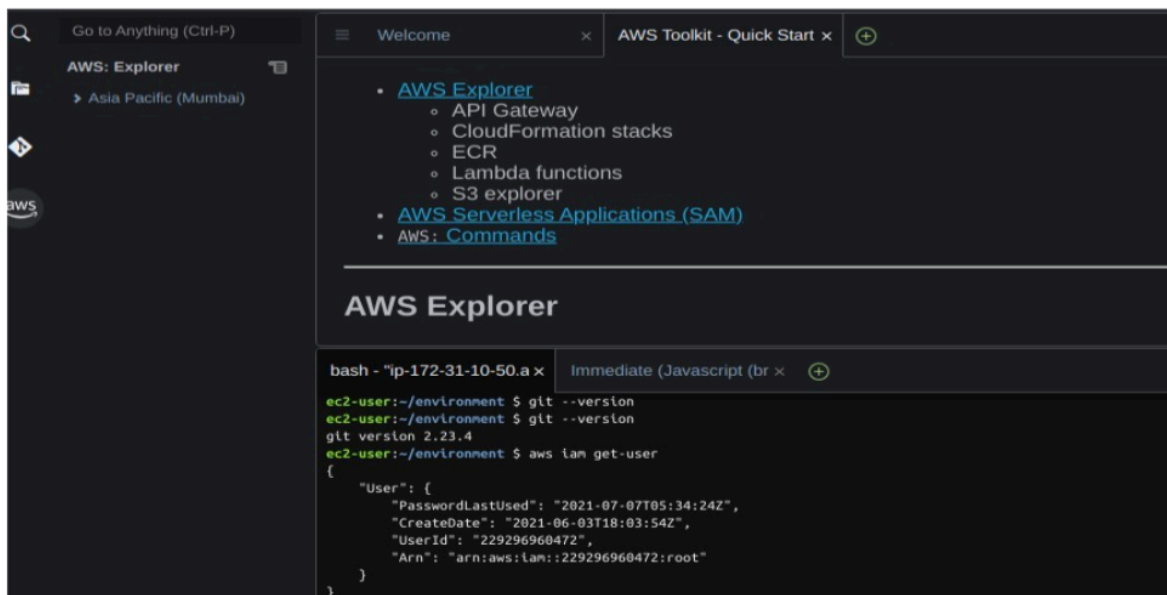 Go to Anything (Ctrl-P)
AWS: Explorer
Asia Pacific (Mumbai)
aws
Welcome
AWS Toolkit - Quick Start
AWS Explorer
API Gateway
CloudFormation stacks
ECR
Lambda functions
S3 explorer
AWS Serverless Applications (SAM)
AWS: Commands
AWS Explorer
bash - "ip-172-31-10-50.a
Immediate (Javascript (br
ec2-user:~/environment $ git --version
ec2-user:~/environment $ git --version
git version 2.23.4
ec2-user:~/environment $ aws iam get-user
{
    "User": {
        "PasswordLastUsed": "2021-07-07T05:34:24Z",
        "CreateDate": "2021-06-03T18:03:54Z",
        "UserId": "229296960472",
        "Arn": "arn:aws:iam::229296960472:root"
    }
}